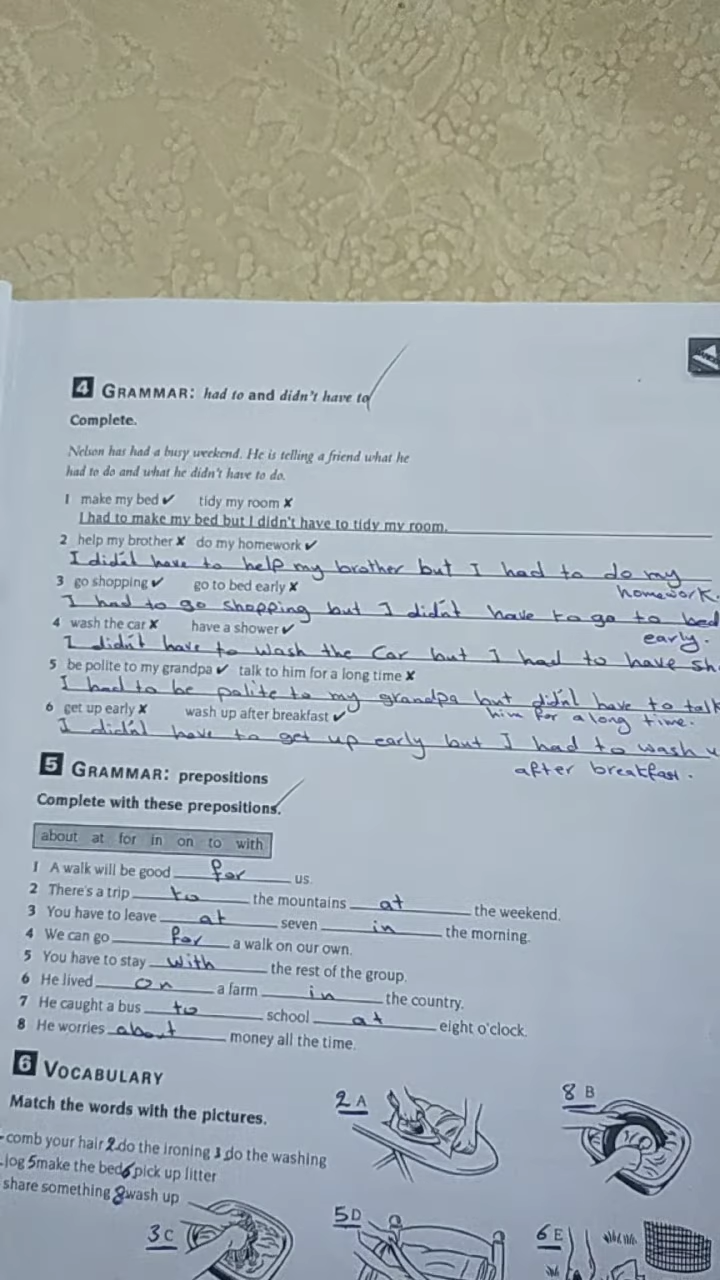 4 GRAMMAR: had to and didn't have to
Complete.
Nelson has had a busy weekend. He is telling a friend what he
had to do and what he didn't have to do.
1 make my bed ✔ tidy my room ✘
I had to make my bed but I didn't have to tidy my room.
2 help my brother ✘ do my homework ✔
I didn't have to help my brother but I had to do my
homework.
3 go shopping ✔ go to bed early ✘
I had to go shopping but I didn't have to go to bed
early.
4 wash the car ✘ have a shower ✔
I didn't have to wash the car but I had to have sh
5 be polite to my grandpa ✔ talk to him for a long time ✘
I had to be polite to my grandpa but didn't have to talk
him for a long time.
6 get up early ✘ wash up after breakfast ✔
I didn't have to get up early but I had to wash
after breakfast.
5 GRAMMAR: prepositions
Complete with these prepositions.
about at for in on to with
1 A walk will be good for us.
2 There's a trip to the mountains at the weekend.
3 You have to leave at seven in the morning.
4 We can go for a walk on our own.
5 You have to stay with the rest of the group.
6 He lived on a farm in the country.
7 He caught a bus to school at eight o'clock.
8 He worries about money all the time.
6 VOCABULARY
Match the words with the pictures.
comb your hair 2 do the ironing 3 do the washing
jog 5 make the bed 6 pick up litter
share something 8 wash up
2 A
8 B
3 C
5 D
6 E